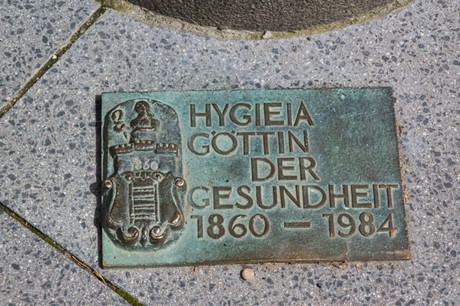 HYGIEIA
GÖTTIN
DER
GESUNDHEIT
1860 – 1984